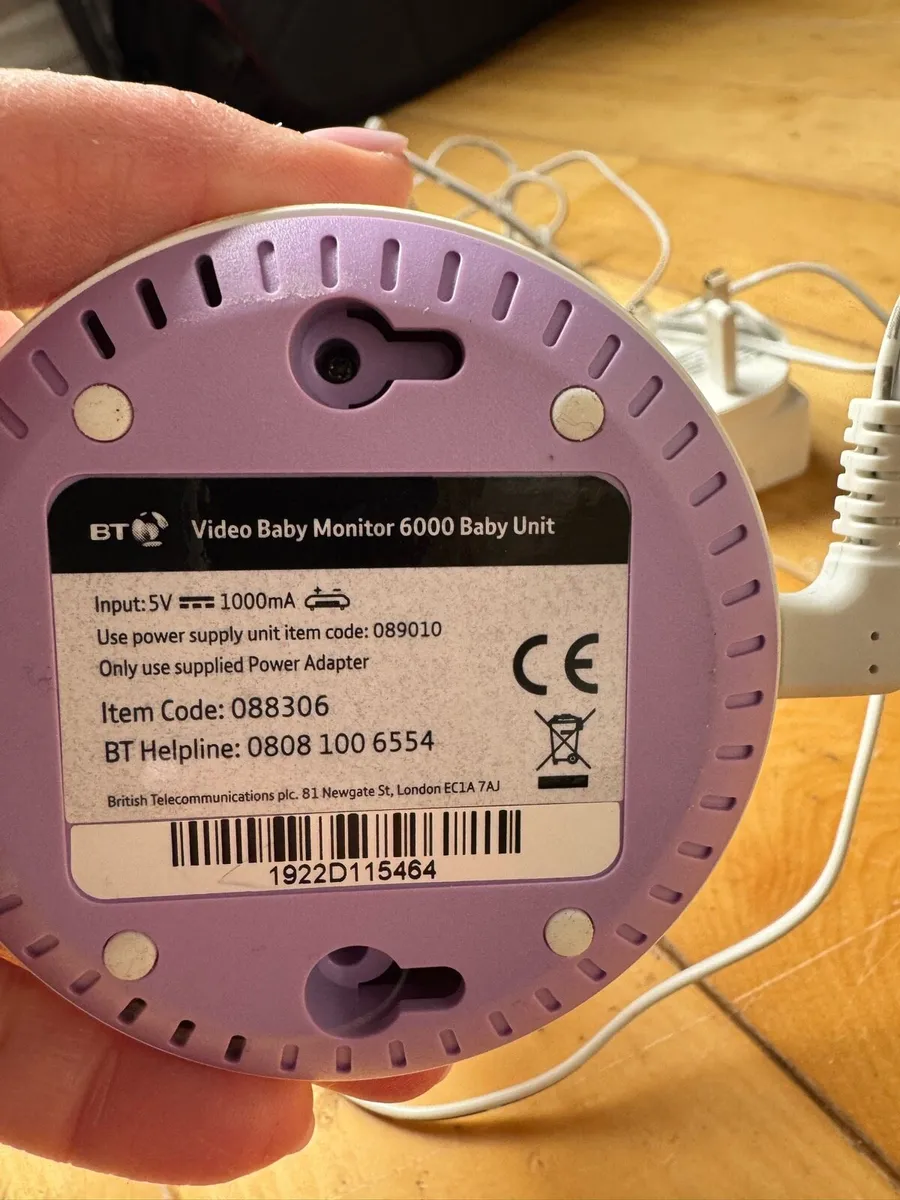 BT Video Baby Monitor 6000 Baby Unit
Input: 5V 1000mA
Use power supply unit item code: 089010
Only use supplied Power Adapter
CE
Item Code: 088306
BT Helpline: 0808 100 6554
British Telecommunications plc. 81 Newgate St, London EC1A 7AJ
1922D115464